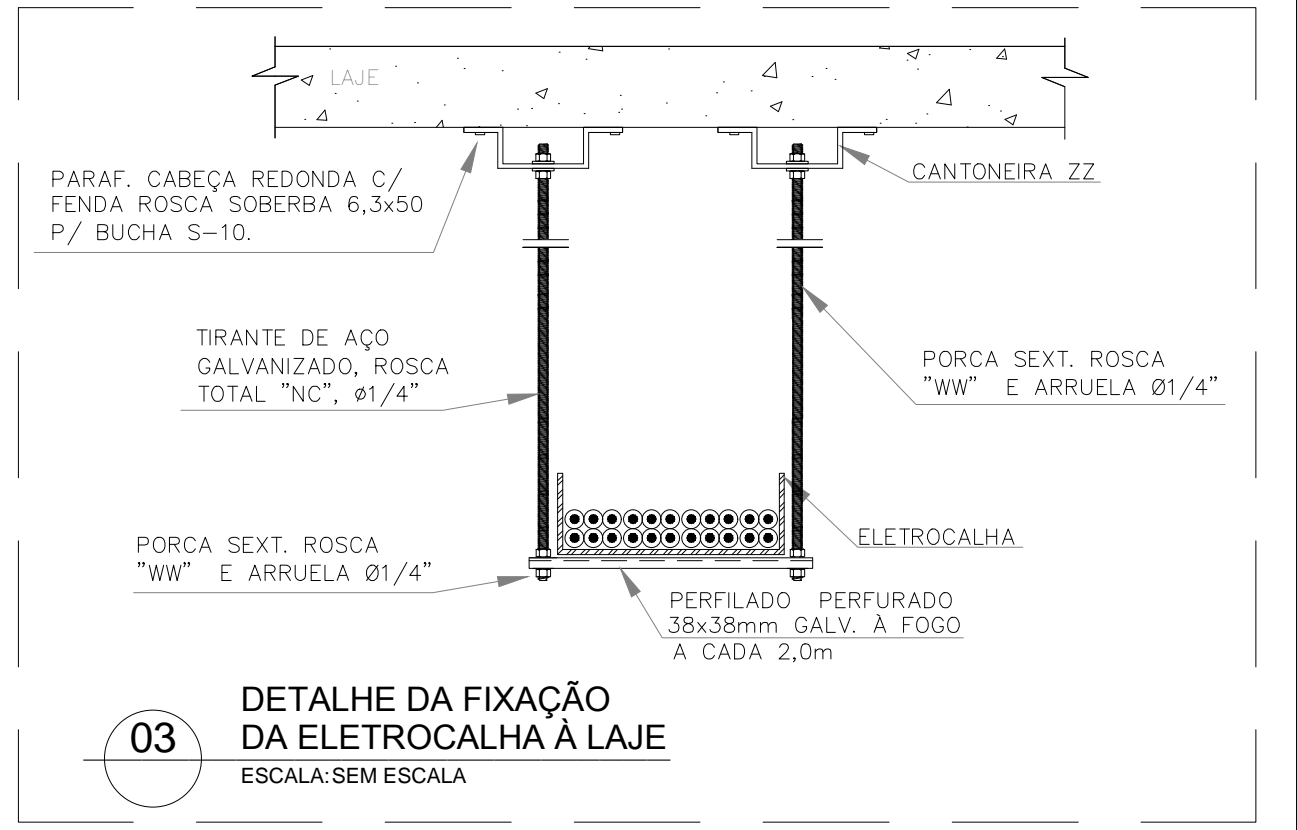 LAJE
PARAF. CABEÇA REDONDA C/
FENDA ROSCA SOBERBA 6,3x50
P/ BUCHA S-10.
CANTONEIRA ZZ
TIRANTE DE AÇO
GALVANIZADO, ROSCA
TOTAL "NC", ø1/4"
PORCA SEXT. ROSCA
"WW" E ARRUELA Ø1/4"
ELETROCALHA
PORCA SEXT. ROSCA
"WW" E ARRUELA Ø1/4"
PERFILADO PERFURADO
38x38mm GALV. À FOGO
A CADA 2,0m
03
DETALHE DA FIXAÇÃO
DA ELETROCALHA À LAJE
ESCALA:SEM ESCALA